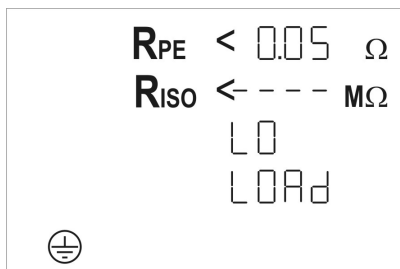 RPE < 0.05 Ω
RISO <---- MΩ
LO
LOAd